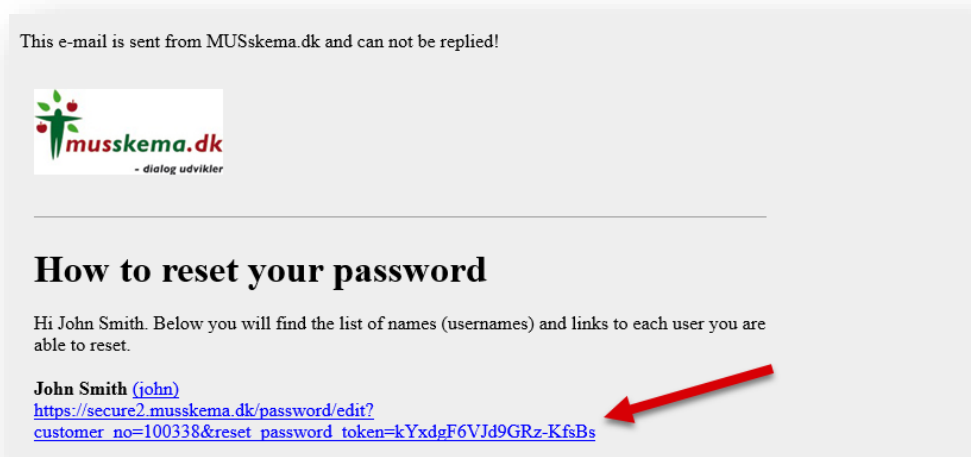 This e-mail is sent from MUSskema.dk and can not be replied!
musskema.dk
- dialog udvikler
How to reset your password
Hi John Smith. Below you will find the list of names (usernames) and links to each user you are
able to reset.
John Smith (john)
https://secure2.musskema.dk/password/edit?
customer_no=100338&reset_password_token=kYxdgF6VJd9GRz-KfsBs